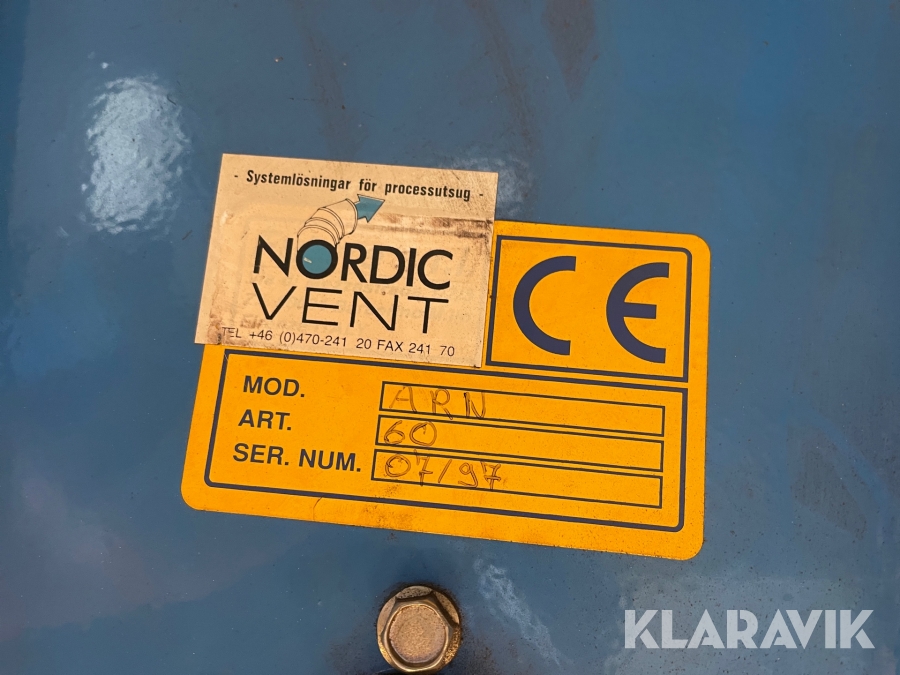 - Systemlösningar för processutsug -
NORDIC
VENT
TEL +46 (0)470-241 20 FAX 241 70
CE
MOD. ARN
ART. 60
SER. NUM. 07/97
KLARAVIK